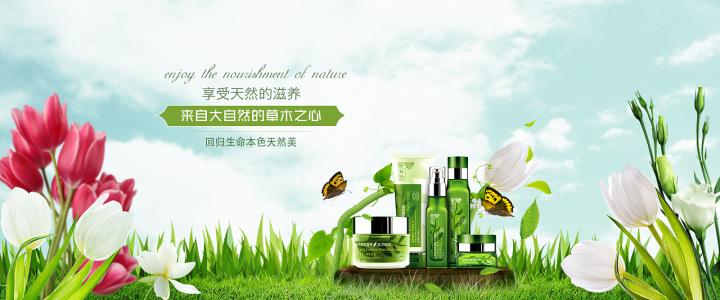 enjoy the nourishment of nature
享受天然的滋养
来自大自然的草木之心
回归生命本色天然美